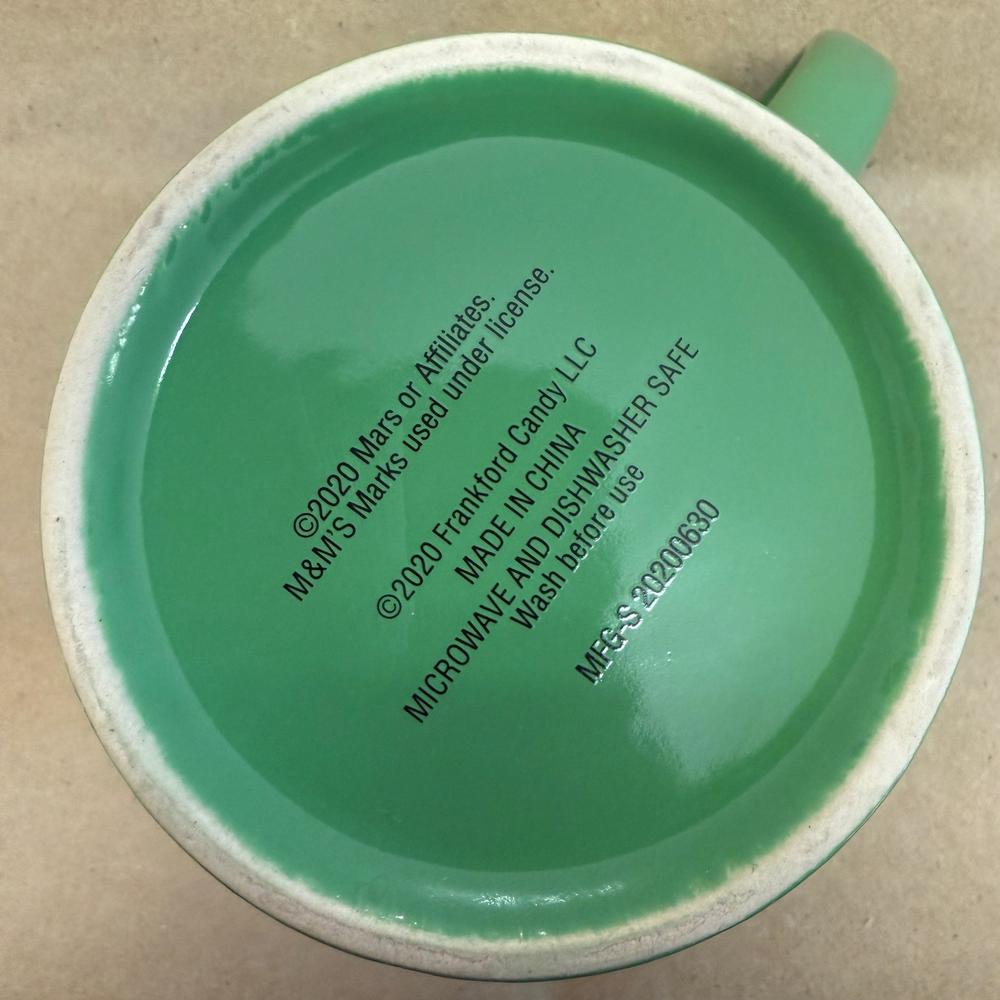 ©2020 Mars or Affiliates.
M&M'S Marks used under license.
©2020 Frankford Candy LLC
MADE IN CHINA
MICROWAVE AND DISHWASHER SAFE
Wash before use
MFG-S 20200630